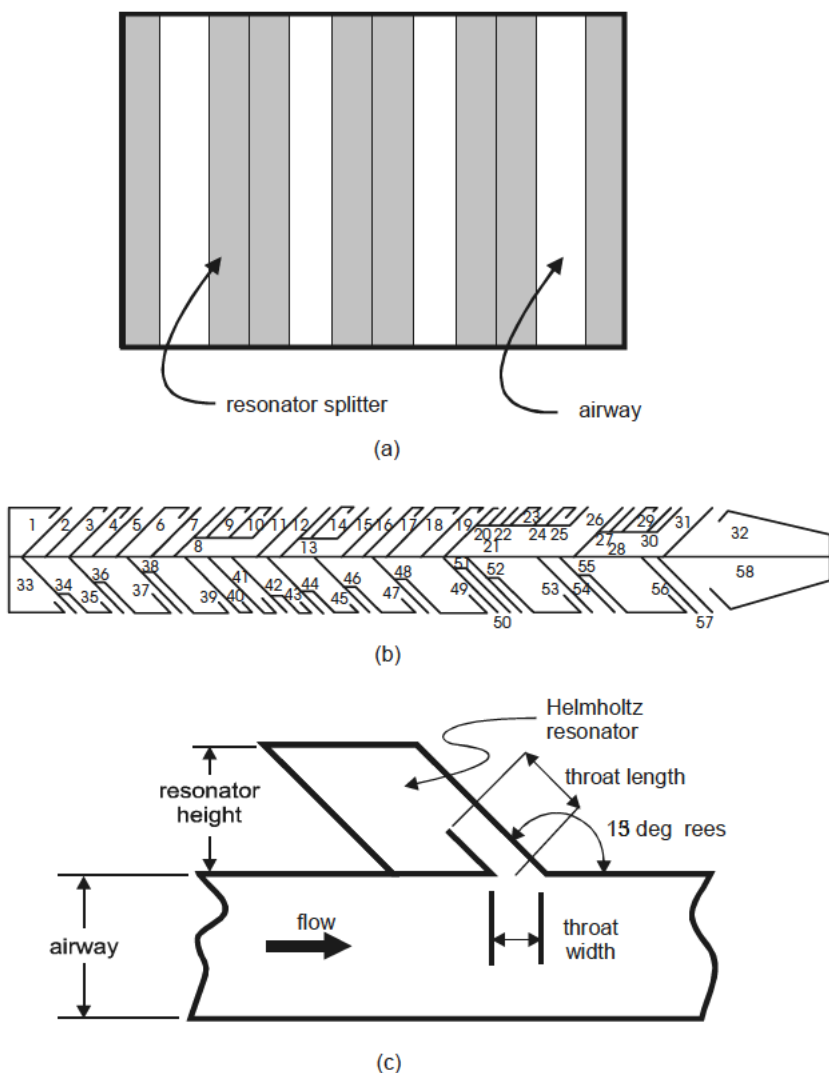 resonator splitter
airway
(a)
1 2 3 4 5 6 7 9 10 11 12 14 15 16 17 18 19 23 26 29 31
20 22 24 25 27 30 32
8 13 21 28
38 51 55
33 36 41 48 52 58
34 37 42 44 46 49 53 54 56
35 39 40 43 45 47
50 57
(b)
Helmholtz
resonator
throat length
resonator
height
deg rees
flow
airway
throat
width
(c)